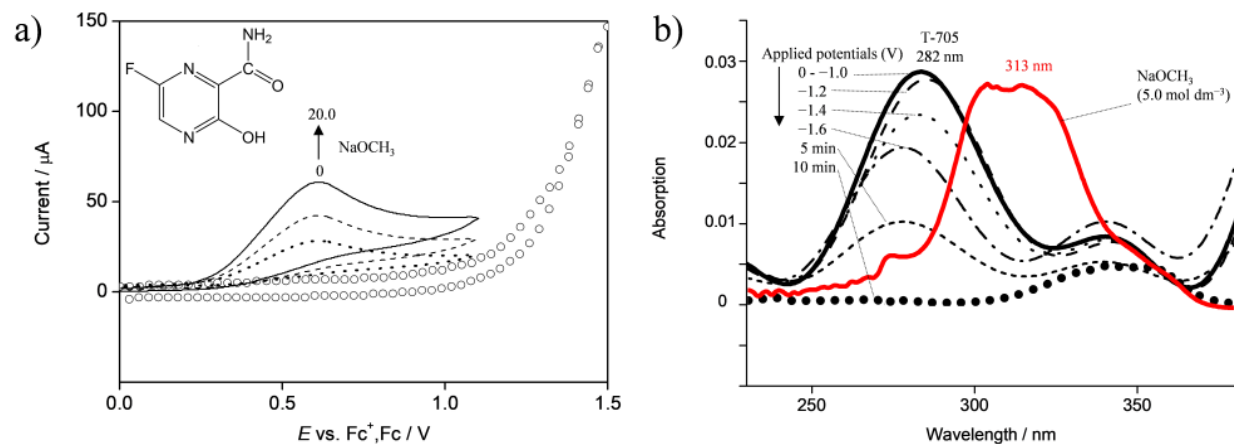 a)
150
100
50
0
Current / µA
NH₂
F
N
C
O
N
OH
20.0
NaOCH₃
0
0.0
0.5
1.0
1.5
E vs. Fc⁺,Fc / V
b)
T-705
Applied potentials (V)
282 nm
0 - −1.0
−1.2
−1.4
−1.6
5 min
10 min
313 nm
NaOCH₃
(5.0 mol dm⁻³)
0.03
0.02
0.01
0
Absorption
250
300
350
Wavelength / nm